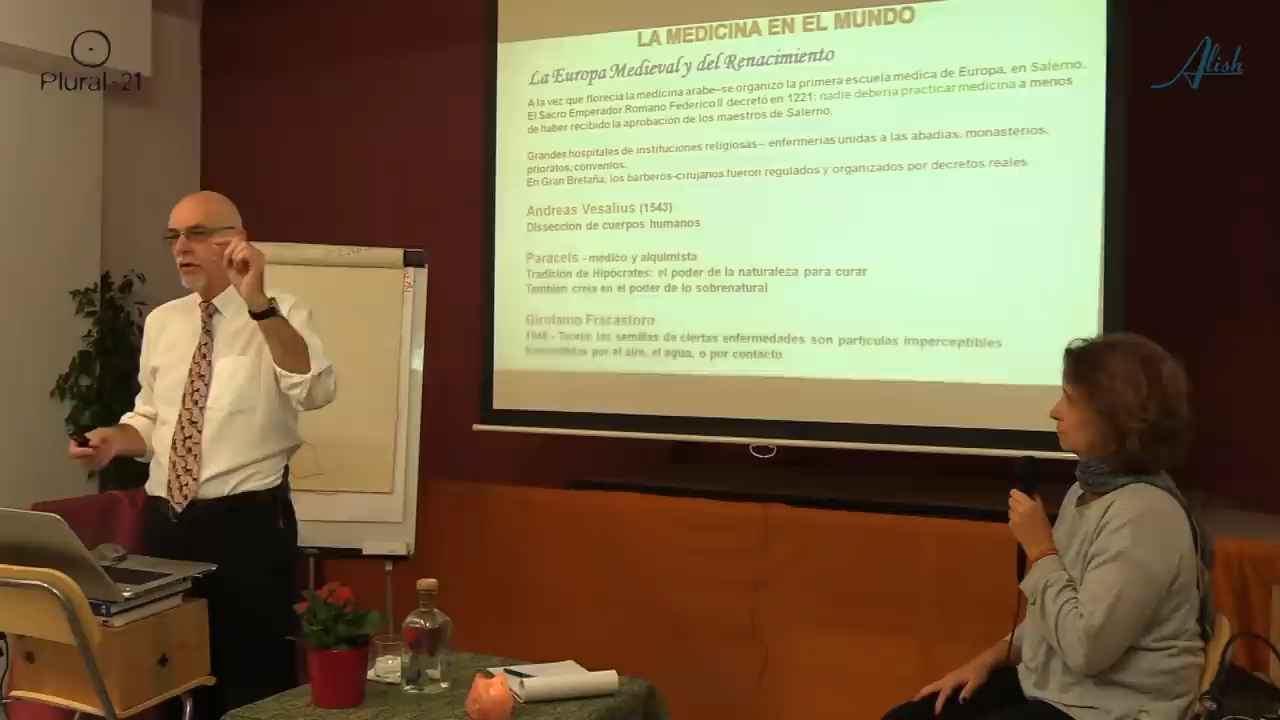 Plural-21
Alish
LA MEDICINA EN EL MUNDO
La Europa Medieval y del Renacimiento
A la vez que florecia la medicina arabe–se organizó la primera escuela medica de Europa, en Salerno.
El Sacro Emperador Romano Federico II decretó en 1221: nadie deberia practicar medicina a menos
de haber recibido la aprobación de los maestros de Salerno.
Grandes hospitales de instituciones religiosas– enfermerias unidas a las abadias, monasterios,
prioratos, conventos.
En Gran Bretaña, los barberos-cirujanos fueron regulados y organizados por decretos reales
Andreas Vesalius (1543)
Disseccion de cuerpos humanos
Paracels - medico y alquimista
Tradición de Hipócrates: el poder de la naturaleza para curar
Tambien creia en el poder de lo sobrenatural
Girolamo Fracastoro
- Teoria: las semillas de ciertas enfermedades son particulas imperceptibles
transmitidas por el aire, el agua, o por contacto